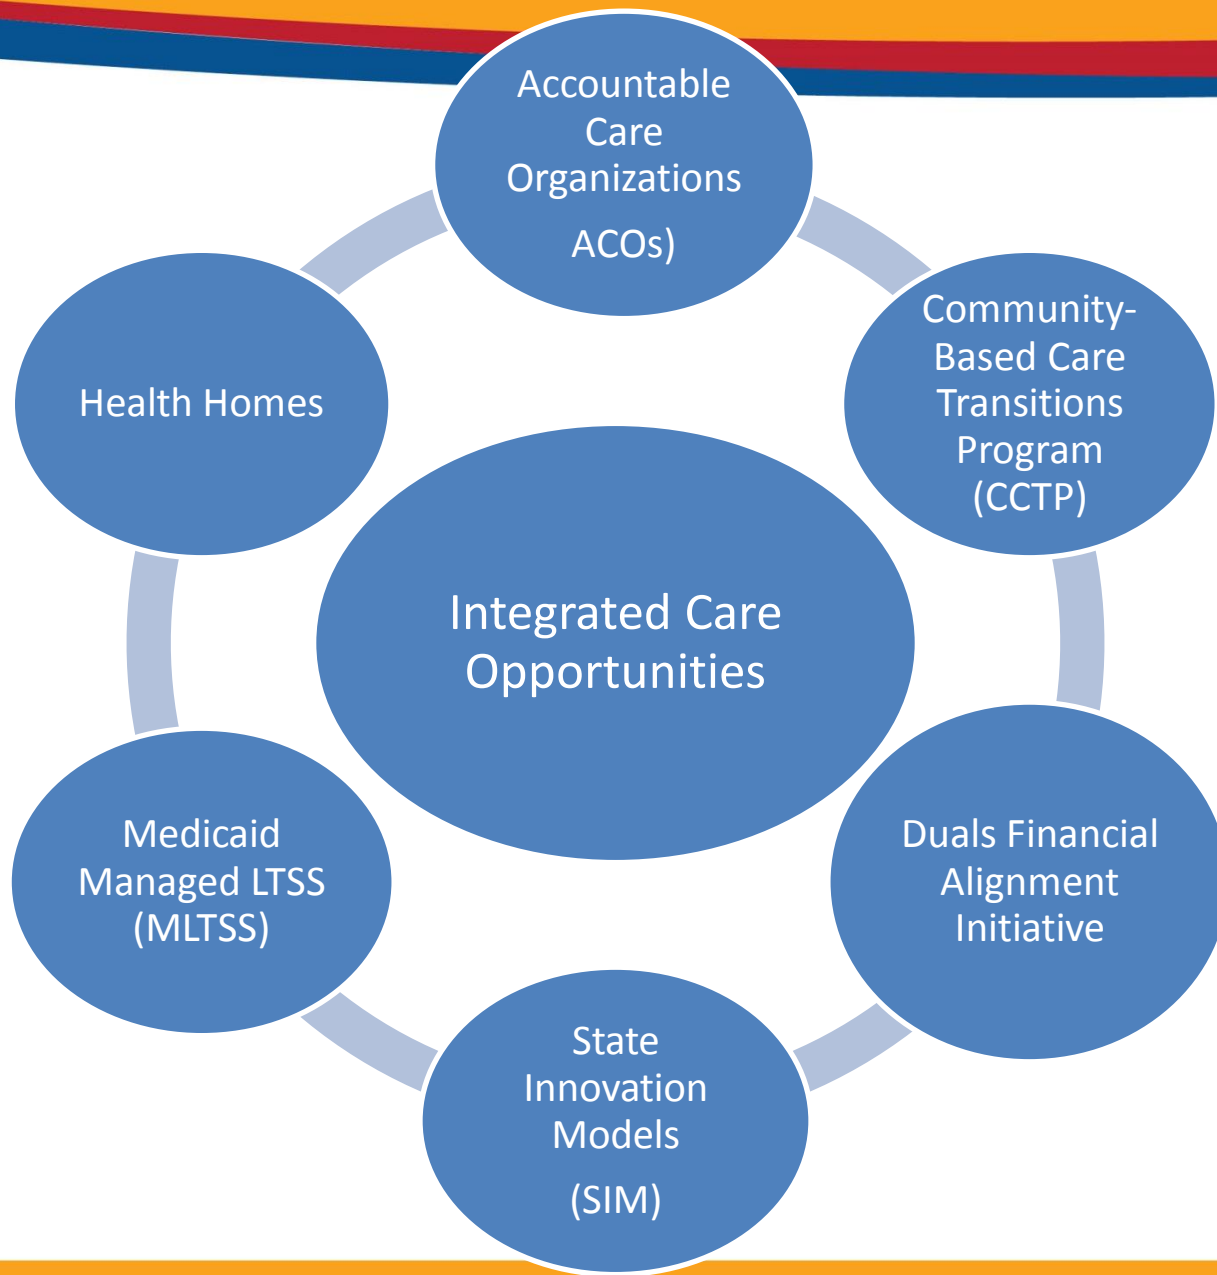 Accountable
Care
Organizations
ACOs)
Community-
Based Care
Transitions
Program
(CCTP)
Health Homes
Integrated Care
Opportunities
Medicaid
Managed LTSS
(MLTSS)
Duals Financial
Alignment
Initiative
State
Innovation
Models
(SIM)